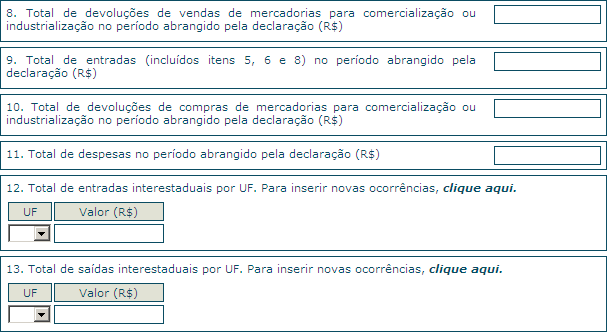 8. Total de devoluções de vendas de mercadorias para comercialização ou
industrialização no período abrangido pela declaração (R$)
9. Total de entradas (incluídos itens 5, 6 e 8) no período abrangido pela
declaração (R$)
10. Total de devoluções de compras de mercadorias para comercialização ou
industrialização no período abrangido pela declaração (R$)
11. Total de despesas no período abrangido pela declaração (R$)
12. Total de entradas interestaduais por UF. Para inserir novas ocorrências, clique aqui.
UF Valor (R$)
13. Total de saídas interestaduais por UF. Para inserir novas ocorrências, clique aqui.
UF Valor (R$)